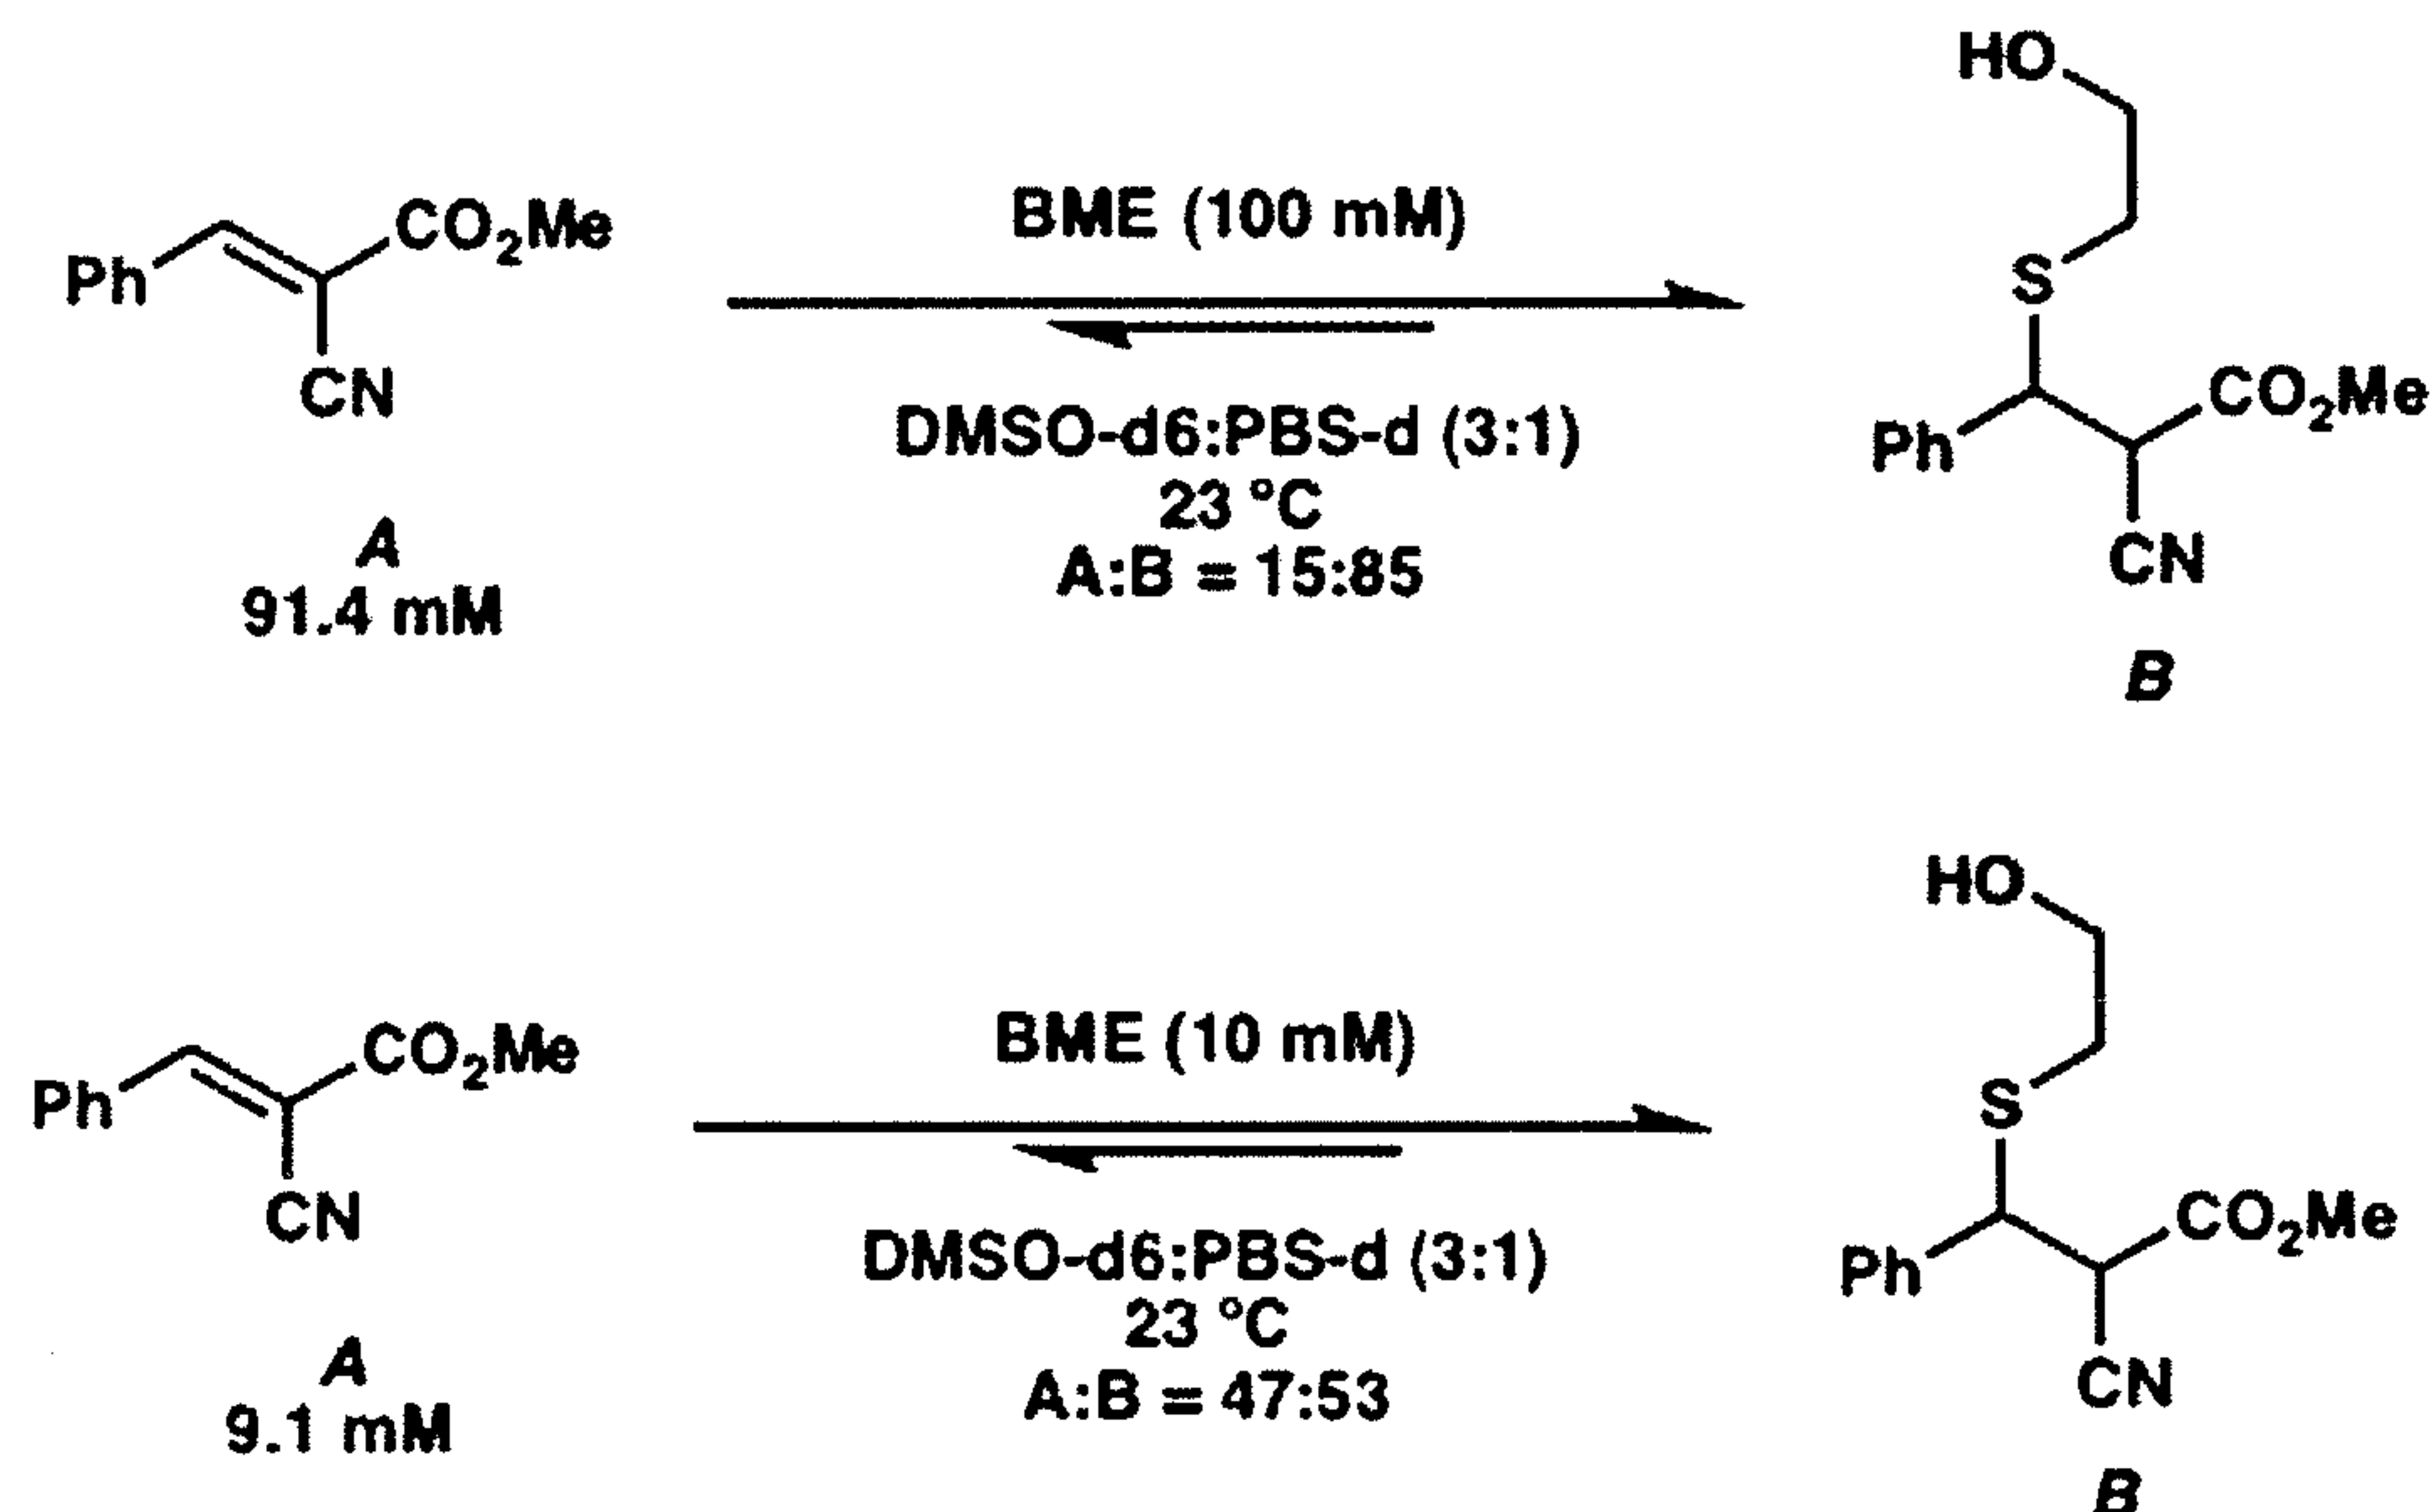 HO
BME (100 mM)
CO2Me
Ph
S
CN
DMSO-d6:PBS-d (3:1)
CO2Me
Ph
23 °C
A
A:B = 15:85
CN
91.4 mM
B
HO
BME (10 mM)
CO2Me
Ph
S
CN
DMSO-d6:PBS-d (3:1)
CO2Me
Ph
23 °C
A
A:B = 47:53
CN
9.1 mM
B